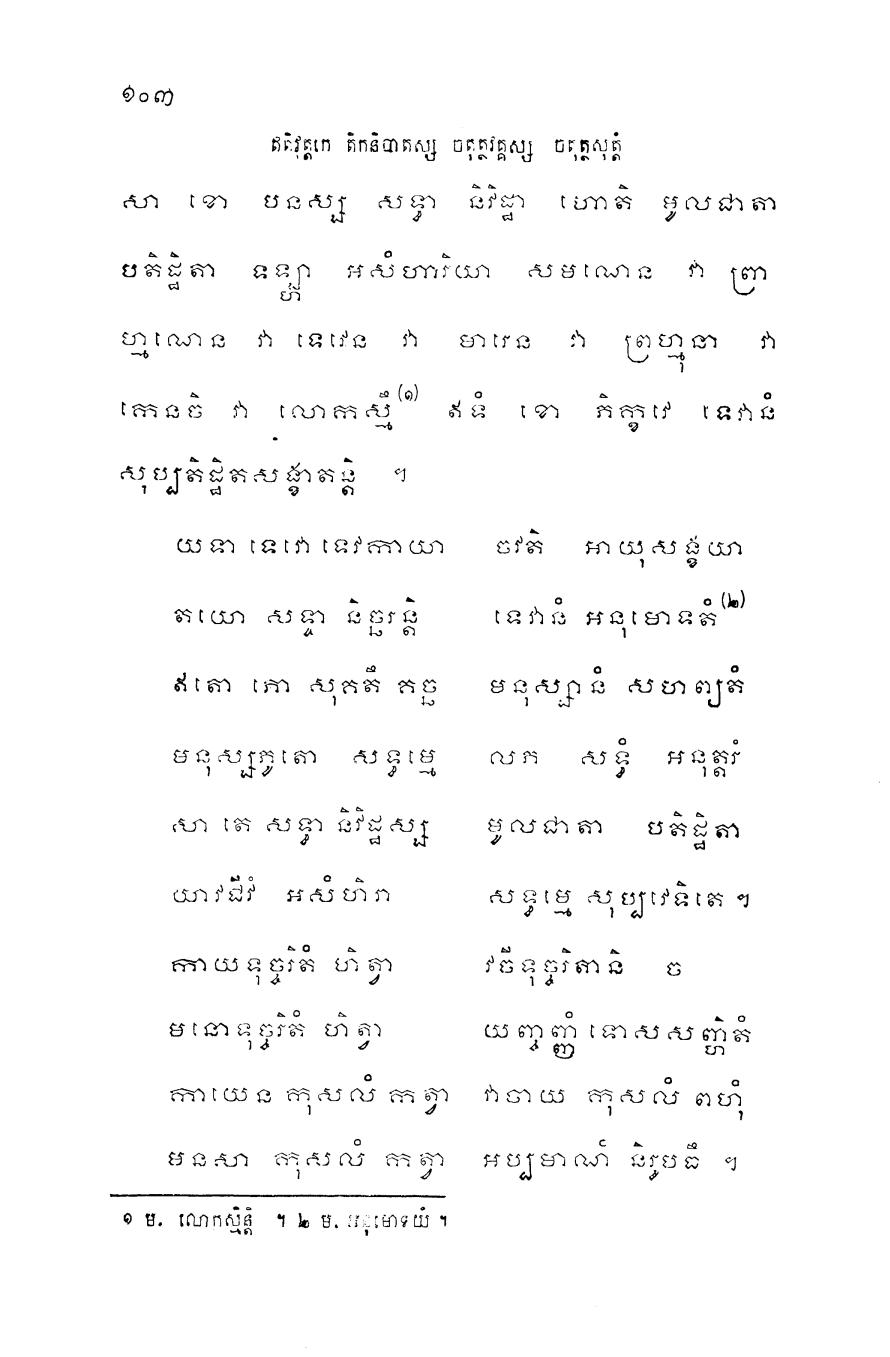 ១០៣
ឥតិវុត្តកេ តិកនិបាតស្ស ចតុត្ថវគ្គស្ស ចតុត្ថសុត្តំ
សា ខោ បនស្ស សទ្ធា និវិដ្ឋា ហោតិ មូលជាតា
បតិដ្ឋិតា ទឡ្ហា អសំហារិយា សមណេន វា ព្រា
ហ្មណេន វា ទេវេន វា មារេន វា ព្រហ្មុនា វា
កេនចិ វា លោកស្មឹ (១) ឥទំ ខោ ភិក្ខវេ ទេវានំ
សុប្បតិដ្ឋិតសង្ខាតន្តិ ។
យទា ទេវោ ទេវកាយា ចវតិ អាយុសង្ខយា
តយោ សទ្ទា និច្ឆរន្តិ ទេវានំ អនុមោទតំ (២)
ឥតោ ភោ សុគតឹ គច្ឆ មនុស្សានំ សហព្យតំ
មនុស្សភូតោ សទ្ធម្មេ លភ សទ្ធំ អនុត្តរំ
សា តេ សទ្ធា និវិដ្ឋស្ស មូលជាតា បតិដ្ឋិតា
យាវជីវំ អសំហិរា សទ្ធម្មេ សុប្បវេទិតេ ។
កាយទុច្ចរិតំ ហិត្វា វចីទុច្ចរិតានិ ច
មនោទុច្ចរិតំ ហិត្វា យញ្ចញ្ញំ ទោសសញ្ហិតំ
កាយេន កុសលំ កត្វា វាចាយ កុសលំ ពហុំ
មនសា កុសលំ កត្វា អប្បមាណំ និរូបធឹ ។
១ ម. លោកស្មិន្តិ ។ ២ ម. អនុមោទយំ ។